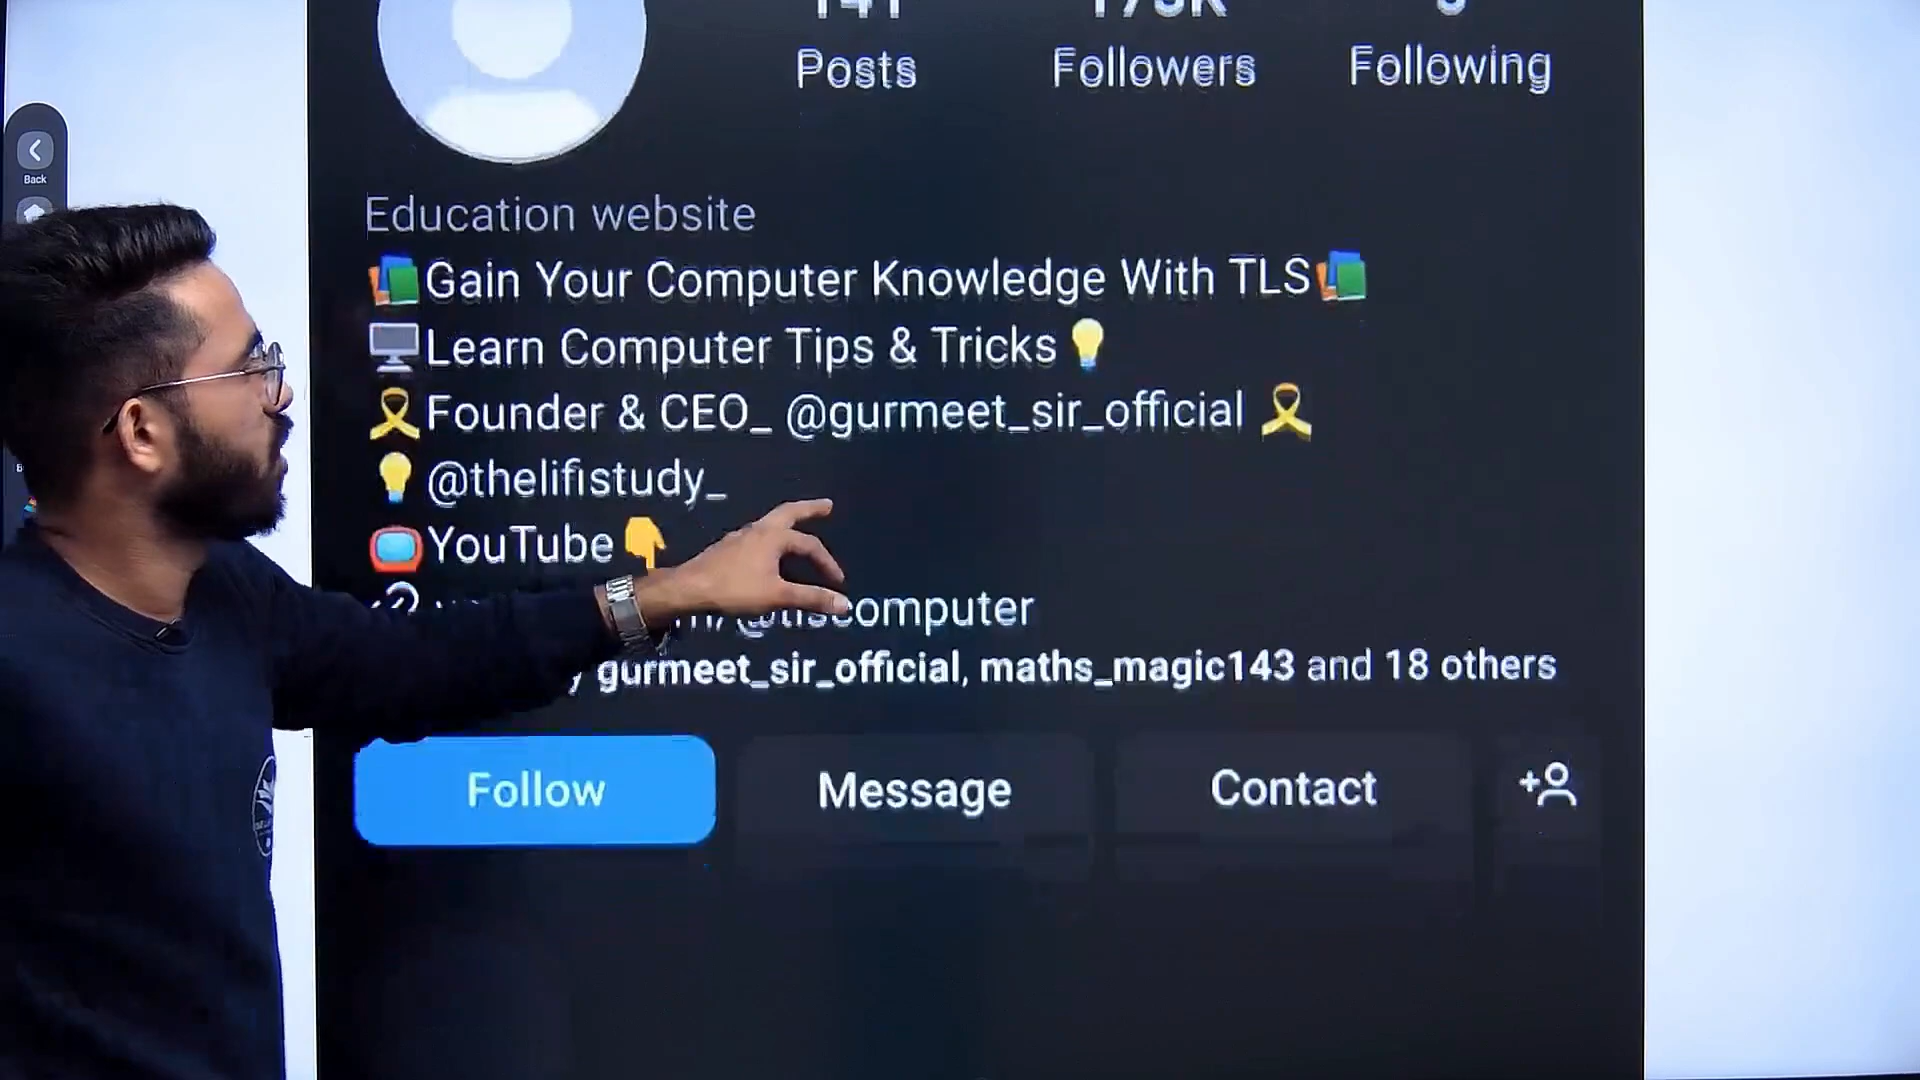 Posts Followers Following
Back
Education website
Gain Your Computer Knowledge With TLS
Learn Computer Tips & Tricks
Founder & CEO_ @gurmeet_sir_official
@thelifistudy_
YouTube
computer
gurmeet_sir_official, maths_magic143 and 18 others
Follow Message Contact